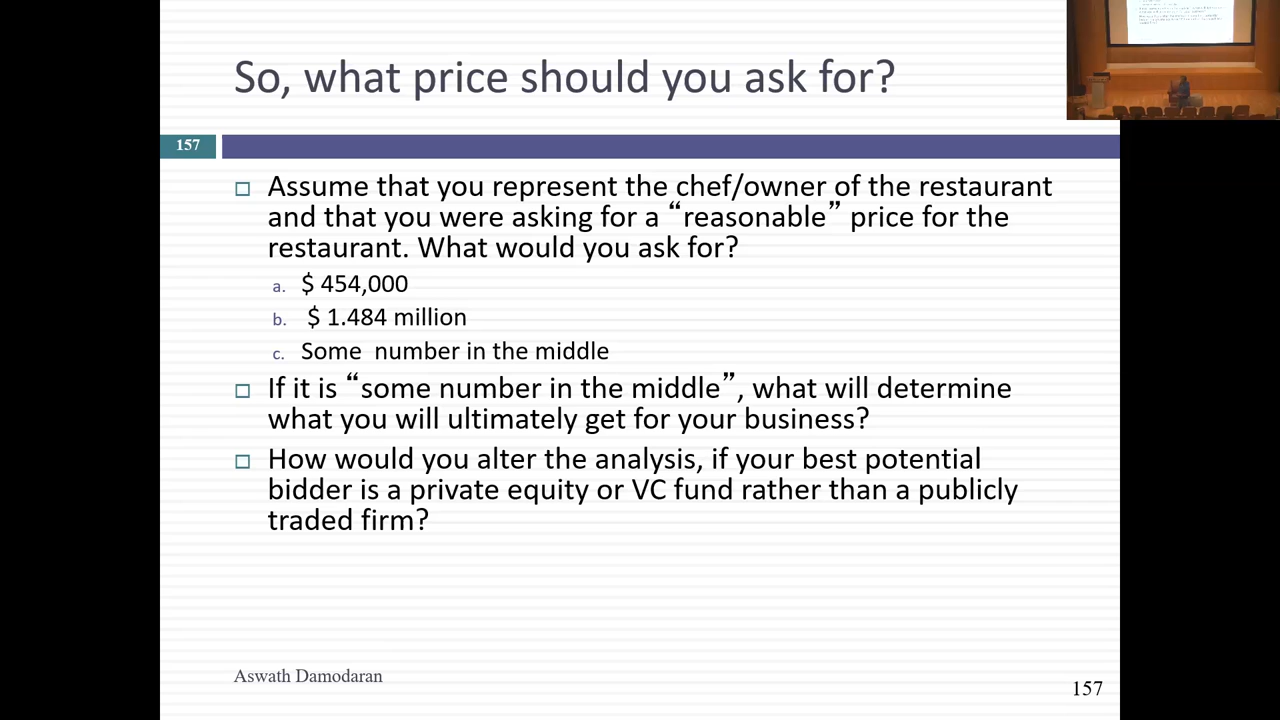 So, what price should you ask for?
157
□ Assume that you represent the chef/owner of the restaurant
and that you were asking for a “reasonable” price for the
restaurant. What would you ask for?
a. $ 454,000
b. $ 1.484 million
c. Some number in the middle
□ If it is “some number in the middle”, what will determine
what you will ultimately get for your business?
□ How would you alter the analysis, if your best potential
bidder is a private equity or VC fund rather than a publicly
traded firm?
Aswath Damodaran
157